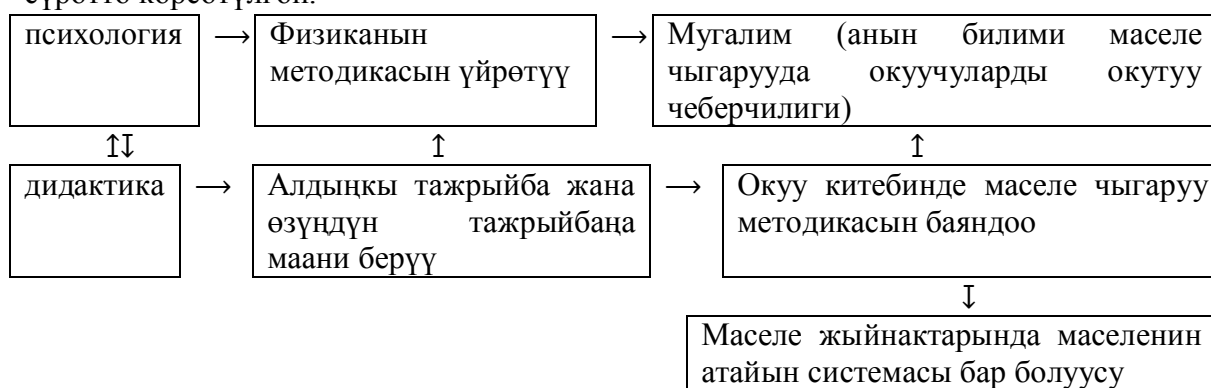 сүрөттө көрсөтүлгөн.
психология → Физиканын → Мугалим (анын билими маселе
методикасын үйрөтүү чыгарууда окуучуларды окутуу
чеберчилиги)
дидактика → Алдыңкы тажрыйба жана → Окуу китебинде маселе чыгаруу
өзүңдүн тажрыйбаңа методикасын баяндоо
маани берүү
Маселе жыйнактарында маселенин
атайын системасы бар болуусу